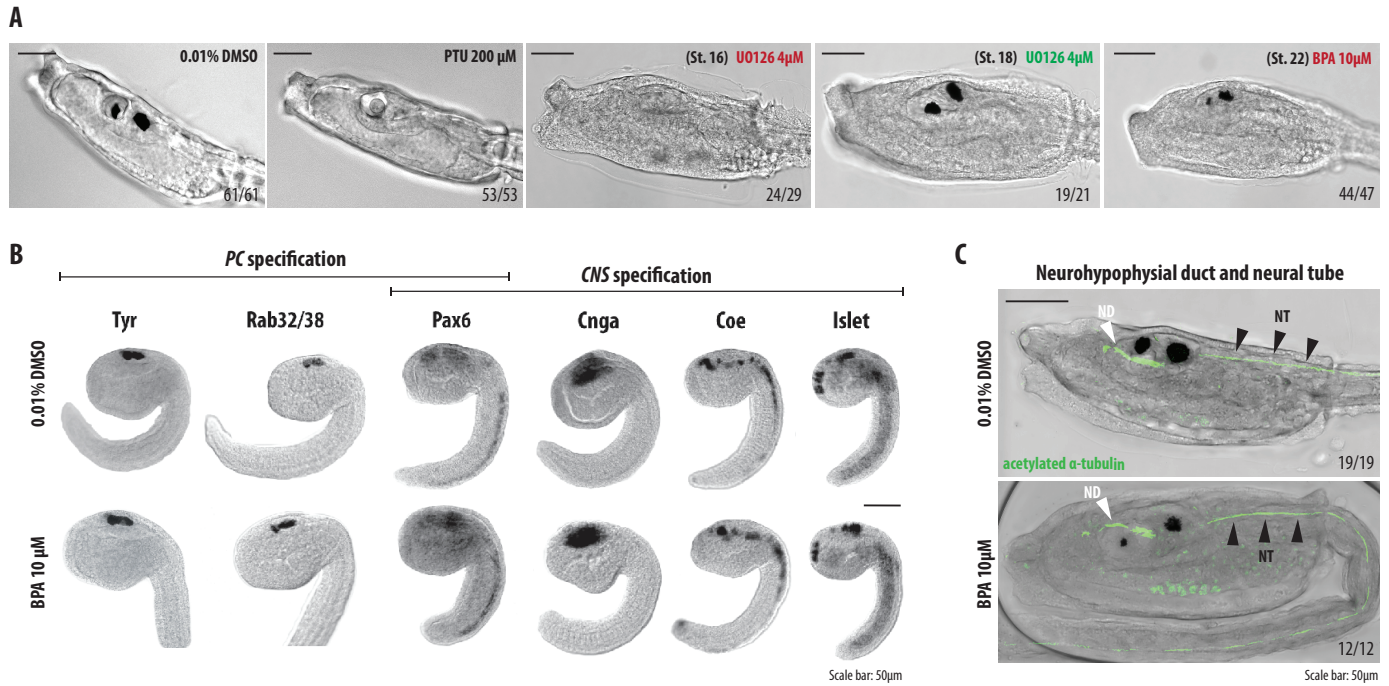 A
0.01% DMSO
61/61
PTU 200 µM
53/53
(St. 16) UO126 4µM
24/29
(St. 18) UO126 4µM
19/21
(St. 22) BPA 10µM
44/47
B
PC specification
CNS specification
Tyr
Rab32/38
Pax6
Cnga
Coe
Islet
0.01% DMSO
BPA 10 µM
Scale bar: 50µm
C
Neurohypophysial duct and neural tube
0.01% DMSO
ND
NT
acetylated α-tubulin
19/19
BPA 10µM
ND
NT
12/12
Scale bar: 50µm